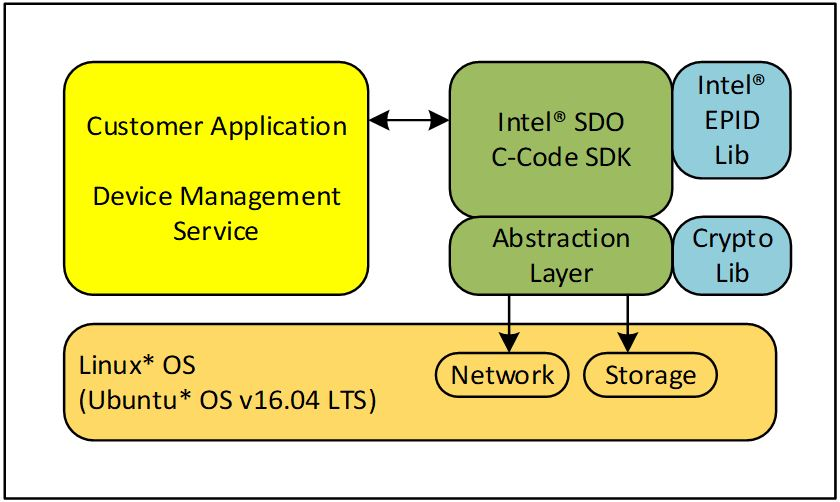 Customer Application
Device Management
Service
Intel® SDO
C-Code SDK
Intel®
EPID
Lib
Abstraction
Layer
Crypto
Lib
Linux* OS
(Ubuntu* OS v16.04 LTS)
Network
Storage